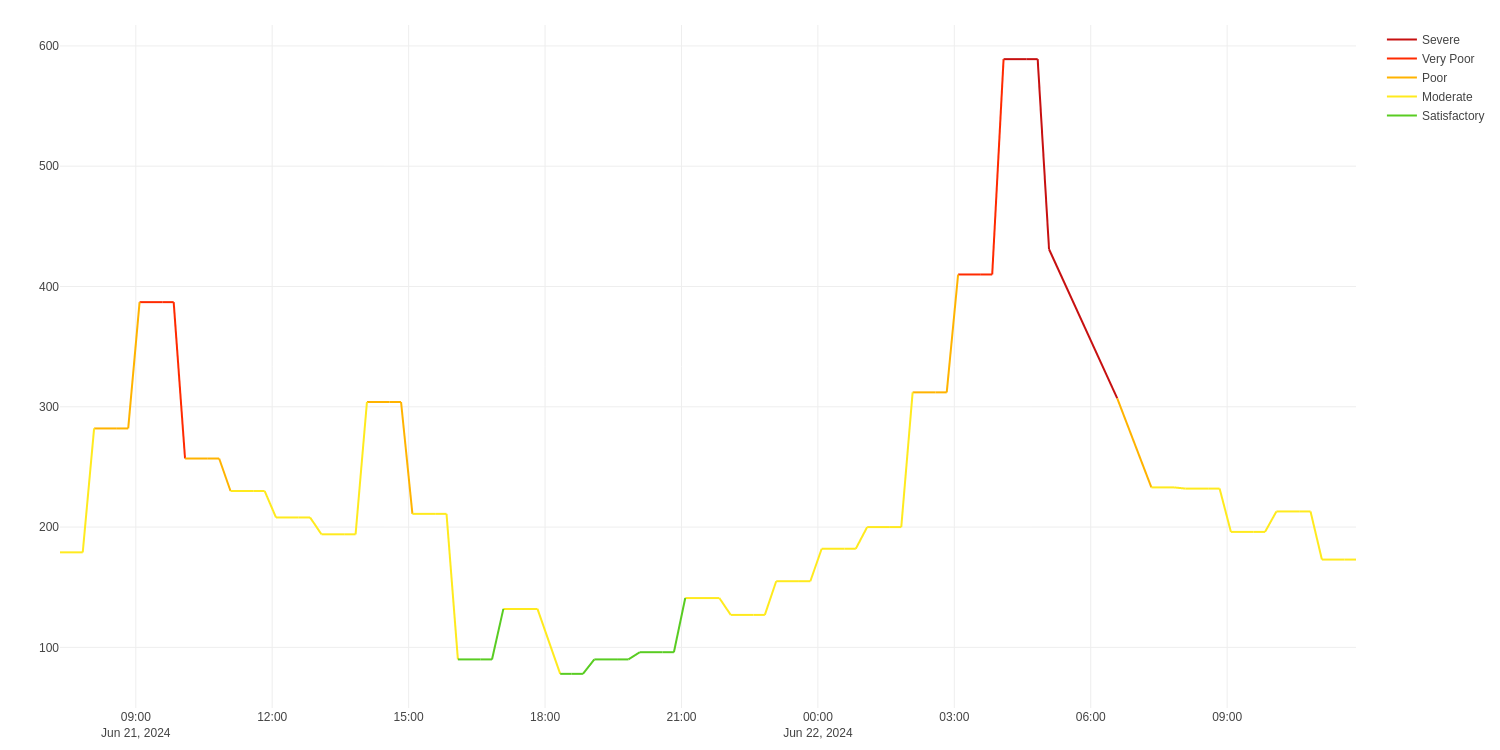 600
500
400
300
200
100
09:00
Jun 21, 2024
12:00
15:00
18:00
21:00
00:00
Jun 22, 2024
03:00
06:00
09:00
Severe
Very Poor
Poor
Moderate
Satisfactory